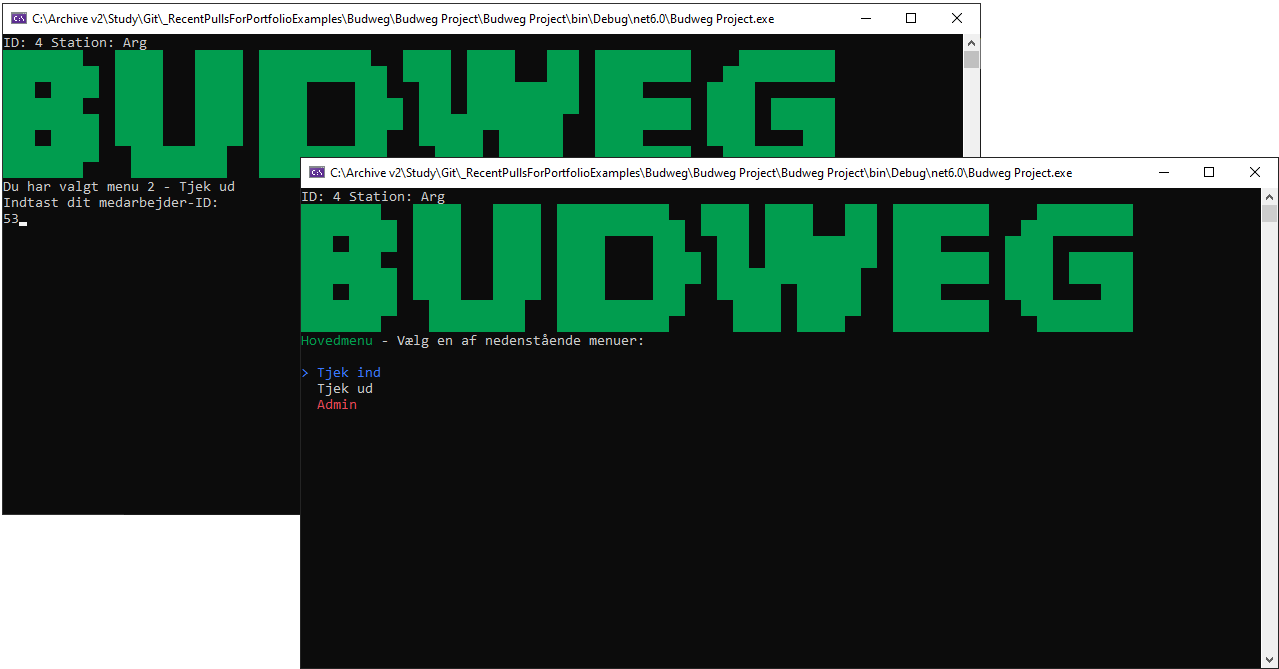 C:\Archive v2\Study\Git\_RecentPullsForPortfolioExamples\Budweg\Budweg Project\Budweg Project\bin\Debug\net6.0\Budweg Project.exe
ID: 4 Station: Arg
BUDWEG
Du har valgt menu 2 - Tjek ud
Indtast dit medarbejder-ID:
53
C:\Archive v2\Study\Git\_RecentPullsForPortfolioExamples\Budweg\Budweg Project\Budweg Project\bin\Debug\net6.0\Budweg Project.exe
ID: 4 Station: Arg
BUDWEG
Hovedmenu - Vælg en af nedenstående menuer:
> Tjek ind
Tjek ud
Admin